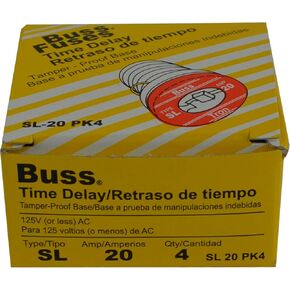 Buss
Fuses
Time Delay
Retraso de tiempo
Tamper - Proof Base
Base a prueba de manipulaciones indebidas
SL 20
Tron
SL-20 PK4
Buss®
Time Delay/Retraso de tiempo
Tamper-Proof Base/Base a prueba de manipulaciones indebidas
125V (or less) AC
Para 125 voltios (o menos) de AC
Type/Tipo Amp/Amperios Qty/Cantidad
SL 20 4 SL 20 PK4